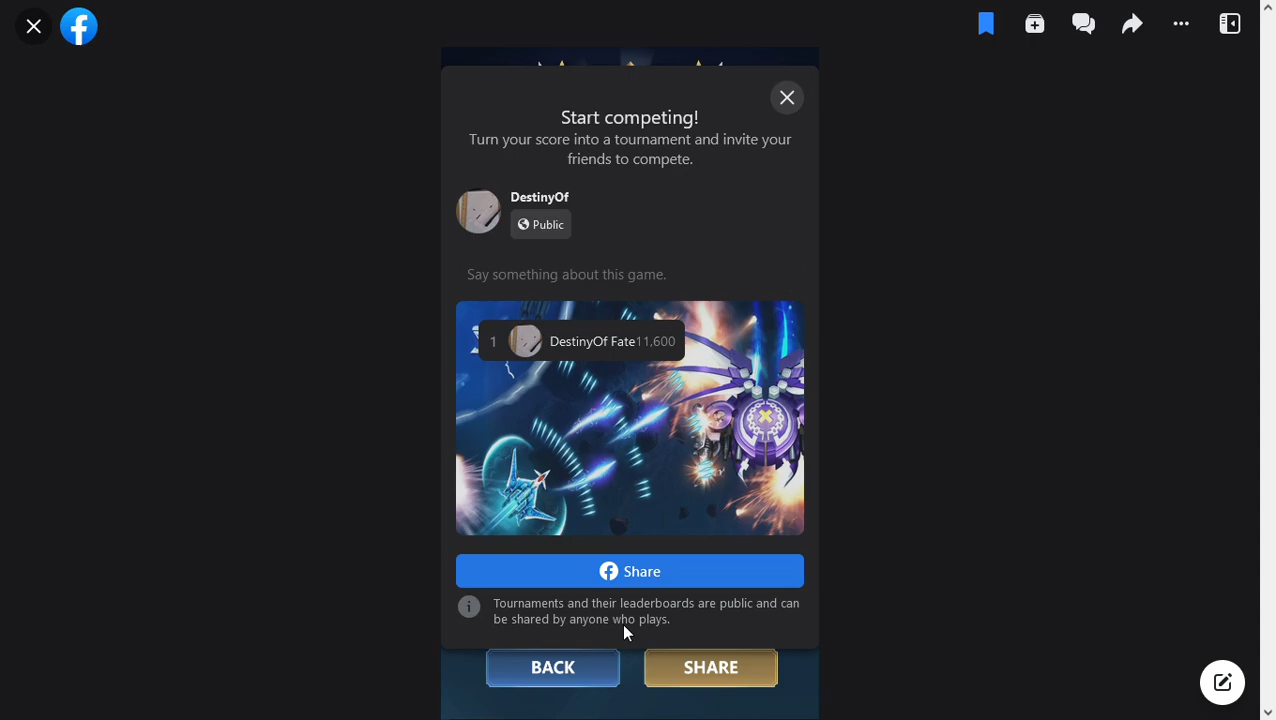 Start competing!
Turn your score into a tournament and invite your
friends to compete.
DestinyOf
Public
Say something about this game.
1 DestinyOf Fate11,600
Share
Tournaments and their leaderboards are public and can
be shared by anyone who plays.
BACK SHARE